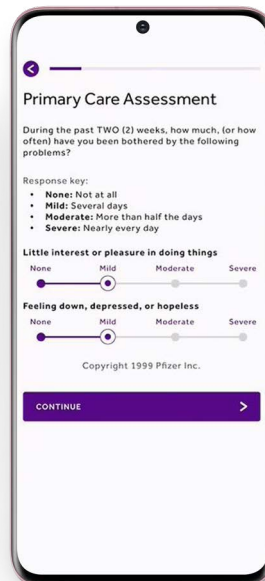 Primary Care Assessment
During the past TWO (2) weeks, how much, (or how
often) have you been bothered by the following
problems?
Response key:
• None: Not at all
• Mild: Several days
• Moderate: More than half the days
• Severe: Nearly every day
Little interest or pleasure in doing things
None Mild Moderate Severe
Feeling down, depressed, or hopeless
None Mild Moderate Severe
Copyright 1999 Pfizer Inc.
CONTINUE >